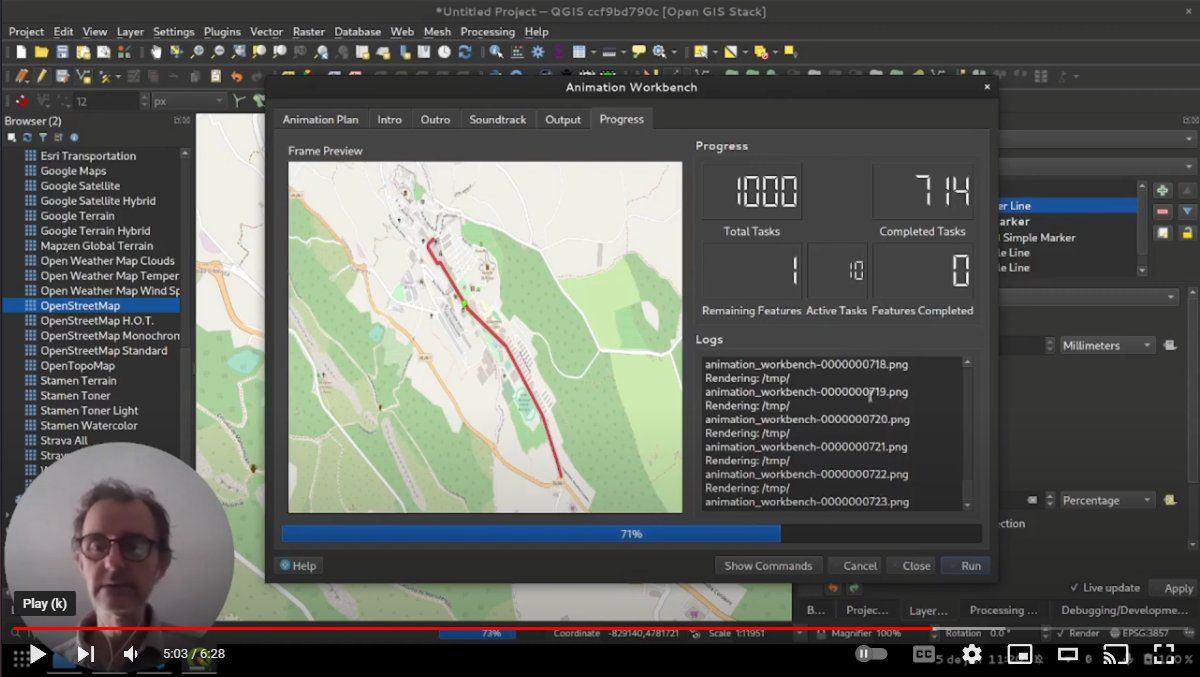 *Untitled Project — QGIS ccf9bd790c [Open GIS Stack]
Project Edit View Layer Settings Plugins Vector Raster Database Web Mesh Processing Help
12 px
Browser (2)
Esri Transportation
Google Maps
Google Satellite
Google Satellite Hybrid
Google Terrain
Google Terrain Hybrid
Mapzen Global Terrain
Open Weather Map Clouds
Open Weather Map Temper
Open Weather Map Wind Sp
OpenStreetMap
OpenStreetMap H.O.T.
OpenStreetMap Monochrom
OpenStreetMap Standard
OpenTopoMap
Stamen Terrain
Stamen Toner
Stamen Toner Light
Stamen Watercolor
Strava All
Strav
Animation Workbench
Animation Plan Intro Outro Soundtrack Output Progress
Frame Preview
Progress
1000 714
Total Tasks Completed Tasks
1 10 0
Remaining Features Active Tasks Features Completed
Logs
animation_workbench-0000000718.png
Rendering: /tmp/
animation_workbench-0000000719.png
Rendering: /tmp/
animation_workbench-0000000720.png
Rendering: /tmp/
animation_workbench-0000000721.png
Rendering: /tmp/
animation_workbench-0000000722.png
Rendering: /tmp/
animation_workbench-0000000723.png
71%
Help Show Commands Cancel Close Run
er Line
arker
Simple Marker
le Line
le Line
Millimeters
Percentage
ction
Live update Apply
B... Projec... Layer... Processing ... Debugging/Developme...
Play (k)
73% Coordinate -829140,4781721 Scale 1:11951 Magnifier 100% Rotation 0.0° Render EPSG:3857
5:03 / 6:28
CC